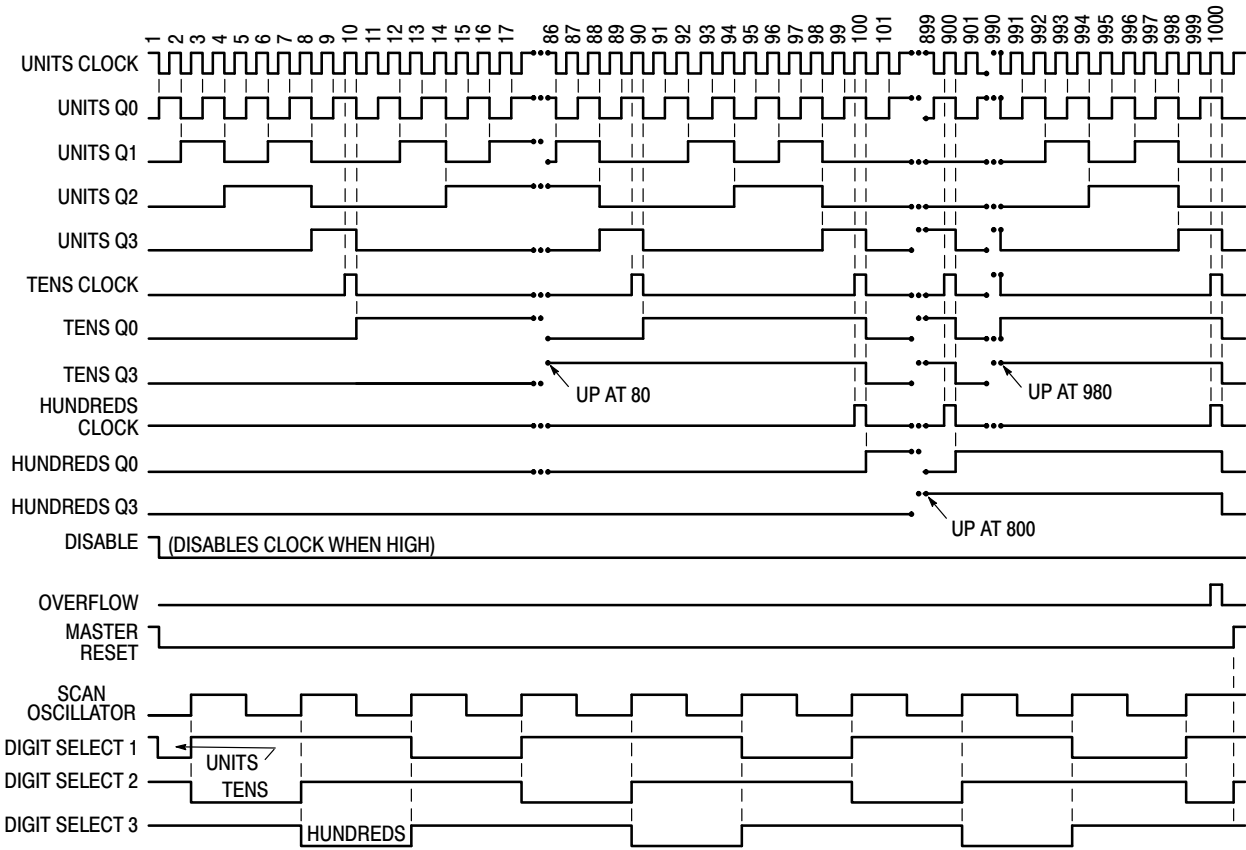 1 2 3 4 5 6 7 8 9 10 11 12 13 14 15 16 17 86 87 88 89 90 91 92 93 94 95 96 97 98 99 100 101 899 900 901 990 991 992 993 994 995 996 997 998 999 1000
UNITS CLOCK
UNITS Q0
UNITS Q1
UNITS Q2
UNITS Q3
TENS CLOCK
TENS Q0
TENS Q3
UP AT 80
UP AT 980
HUNDREDS
CLOCK
HUNDREDS Q0
HUNDREDS Q3
UP AT 800
DISABLE
(DISABLES CLOCK WHEN HIGH)
OVERFLOW
MASTER
RESET
SCAN
OSCILLATOR
DIGIT SELECT 1
UNITS
DIGIT SELECT 2
TENS
DIGIT SELECT 3
HUNDREDS